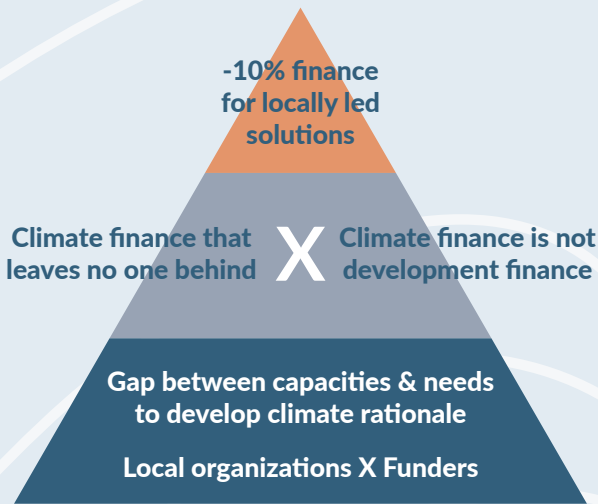 -10% finance
for locally led
solutions
Climate finance that
leaves no one behind
X
Climate finance is not
development finance
Gap between capacities & needs
to develop climate rationale
Local organizations X Funders